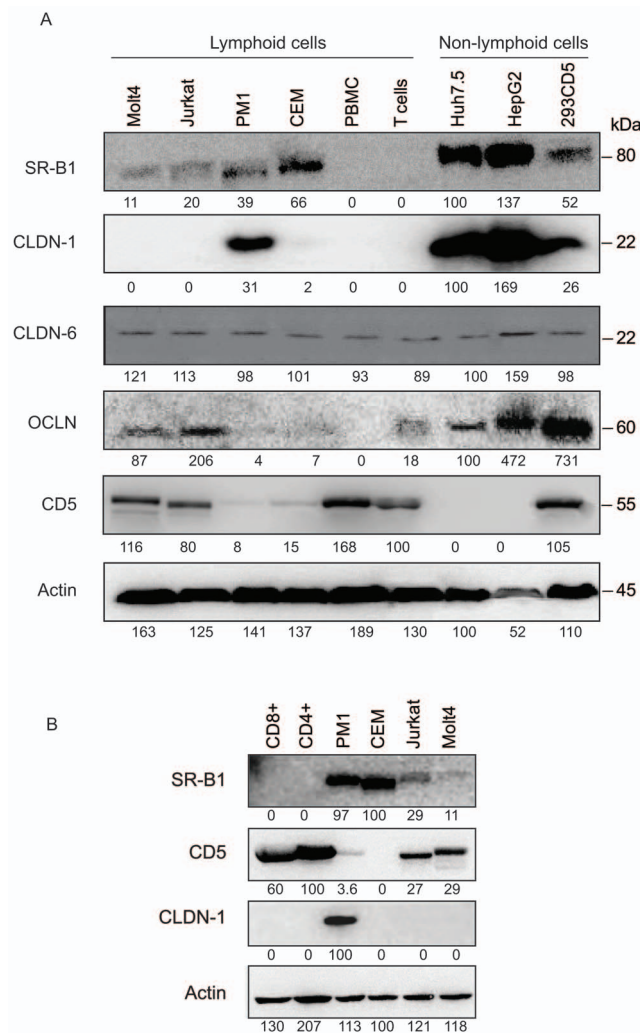 A
Lymphoid cells Non-lymphoid cells
Molt4 Jurkat PM1 CEM PBMC T cells Huh7.5 HepG2 293CD5 kDa
SR-B1 80
11 20 39 66 0 0 100 137 52
CLDN-1 22
0 0 31 2 0 0 100 169 26
CLDN-6 22
121 113 98 101 93 89 100 159 98
OCLN 60
87 206 4 7 0 18 100 472 731
CD5 55
116 80 8 15 168 100 0 0 105
Actin 45
163 125 141 137 189 130 100 52 110
B
CD8+ CD4+ PM1 CEM Jurkat Molt4
SR-B1
0 0 97 100 29 11
CD5
60 100 3.6 0 27 29
CLDN-1
0 0 100 0 0 0
Actin
130 207 113 100 121 118